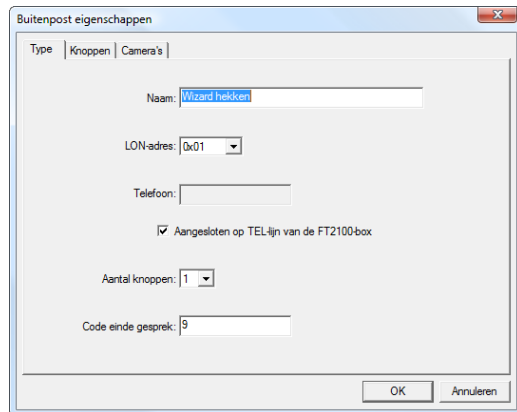 Buitenpost eigenschappen
Type Knoppen Camera's
Naam: Wizard hekken
LON-adres: 0x01
Telefoon:
Aangesloten op TEL-lijn van de FT2100-box
Aantal knoppen: 1
Code einde gesprek: 9
OK Annuleren